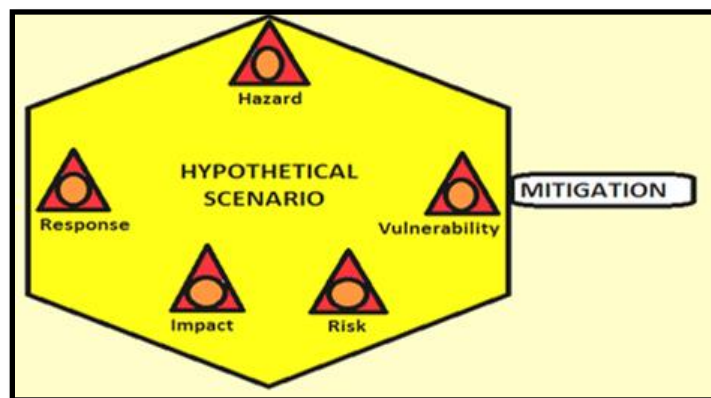 Hazard
HYPOTHETICAL
SCENARIO
MITIGATION
Response
Vulnerability
Impact
Risk